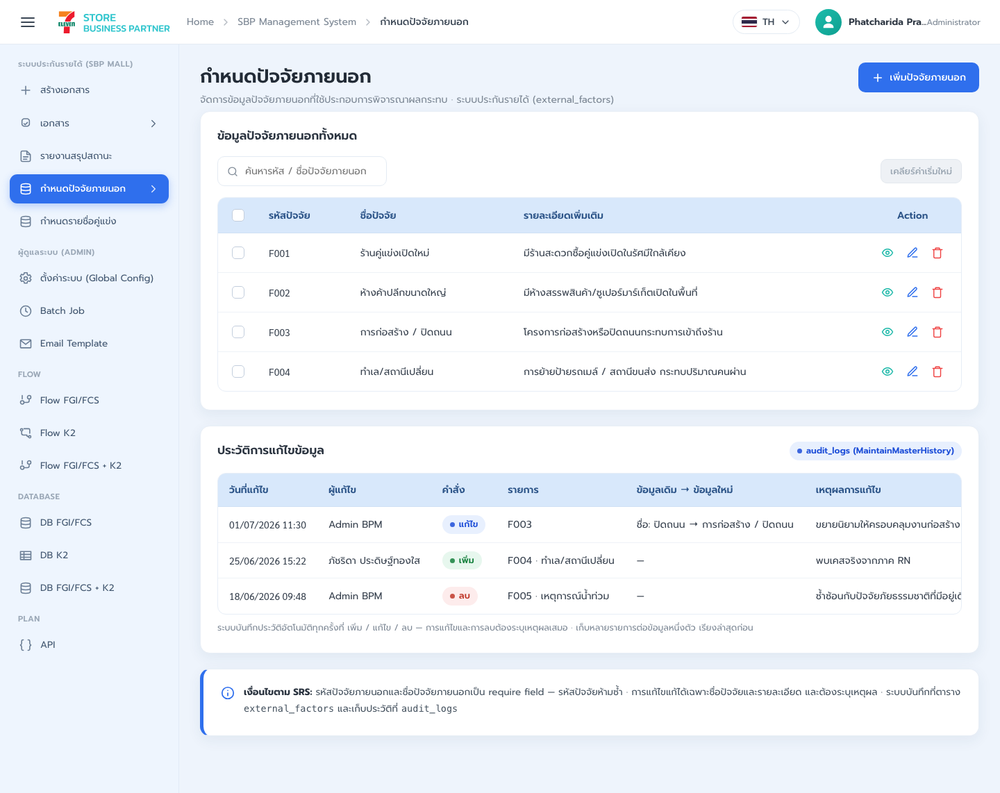 ELEVEN
STORE
BUSINESS PARTNER
Home
SBP Management System
กำหนดปัจจัยภายนอก
TH
Phatcharida Pra...
Administrator
ระบบประกันรายได้ (SBP MALL)
สร้างเอกสาร
เอกสาร
รายงานสรุปสถานะ
กำหนดปัจจัยภายนอก
กำหนดรายชื่อคู่แข่ง
ผู้ดูแลระบบ (ADMIN)
ตั้งค่าระบบ (Global Config)
Batch Job
Email Template
FLOW
Flow FGI/FCS
Flow K2
Flow FGI/FCS + K2
DATABASE
DB FGI/FCS
DB K2
DB FGI/FCS + K2
PLAN
API
กำหนดปัจจัยภายนอก
จัดการข้อมูลปัจจัยภายนอกที่ใช้ประกอบการพิจารณาผลกระทบ · ระบบประกันรายได้ (external_factors)
เพิ่มปัจจัยภายนอก
ข้อมูลปัจจัยภายนอกทั้งหมด
ค้นหารหัส / ชื่อปัจจัยภายนอก
เคลียร์ค่าเริ่มใหม่
รหัสปัจจัย ชื่อปัจจัย รายละเอียดเพิ่มเติม Action
F001 ร้านคู่แข่งเปิดใหม่ มีร้านสะดวกซื้อคู่แข่งเปิดในรัศมีใกล้เคียง
F002 ห้างค้าปลีกขนาดใหญ่ มีห้างสรรพสินค้า/ซูเปอร์มาร์เก็ตเปิดในพื้นที่
F003 การก่อสร้าง / ปิดถนน โครงการก่อสร้างหรือปิดถนนกระทบการเข้าถึงร้าน
F004 ทำเล/สถานีเปลี่ยน การย้ายป้ายรถเมล์ / สถานีขนส่ง กระทบปริมาณคนผ่าน
ประวัติการแก้ไขข้อมูล
audit_logs (MaintainMasterHistory)
วันที่แก้ไข ผู้แก้ไข คำสั่ง รายการ ข้อมูลเดิม → ข้อมูลใหม่ เหตุผลการแก้ไข
01/07/2026 11:30 Admin BPM แก้ไข F003 ชื่อ: ปิดถนน → การก่อสร้าง / ปิดถนน ขยายนิยามให้ครอบคลุมงานก่อสร้าง
25/06/2026 15:22 ภัชริดา ประดิษฐ์ทองใส เพิ่ม F004 · ทำเล/สถานีเปลี่ยน — พบเคสจริงจากภาค RN
18/06/2026 09:48 Admin BPM ลบ F005 · เหตุการณ์น้ำท่วม — ซ้ำซ้อนกับปัจจัยภัยธรรมชาติที่มีอยู่
ระบบบันทึกประวัติอัตโนมัติทุกครั้งที่ เพิ่ม / แก้ไข / ลบ — การแก้ไขและการลบต้องระบุเหตุผลเสมอ · เก็บหลายรายการต่อข้อมูลหนึ่งตัว เรียงล่าสุดก่อน
เงื่อนไขตาม SRS: รหัสปัจจัยภายนอกและชื่อปัจจัยภายนอกเป็น require field — รหัสปัจจัยห้ามซ้ำ · การแก้ไขแก้ได้เฉพาะชื่อปัจจัยและรายละเอียด และต้องระบุเหตุผล · ระบบบันทึกที่ตาราง
external_factors และเก็บประวัติที่ audit_logs